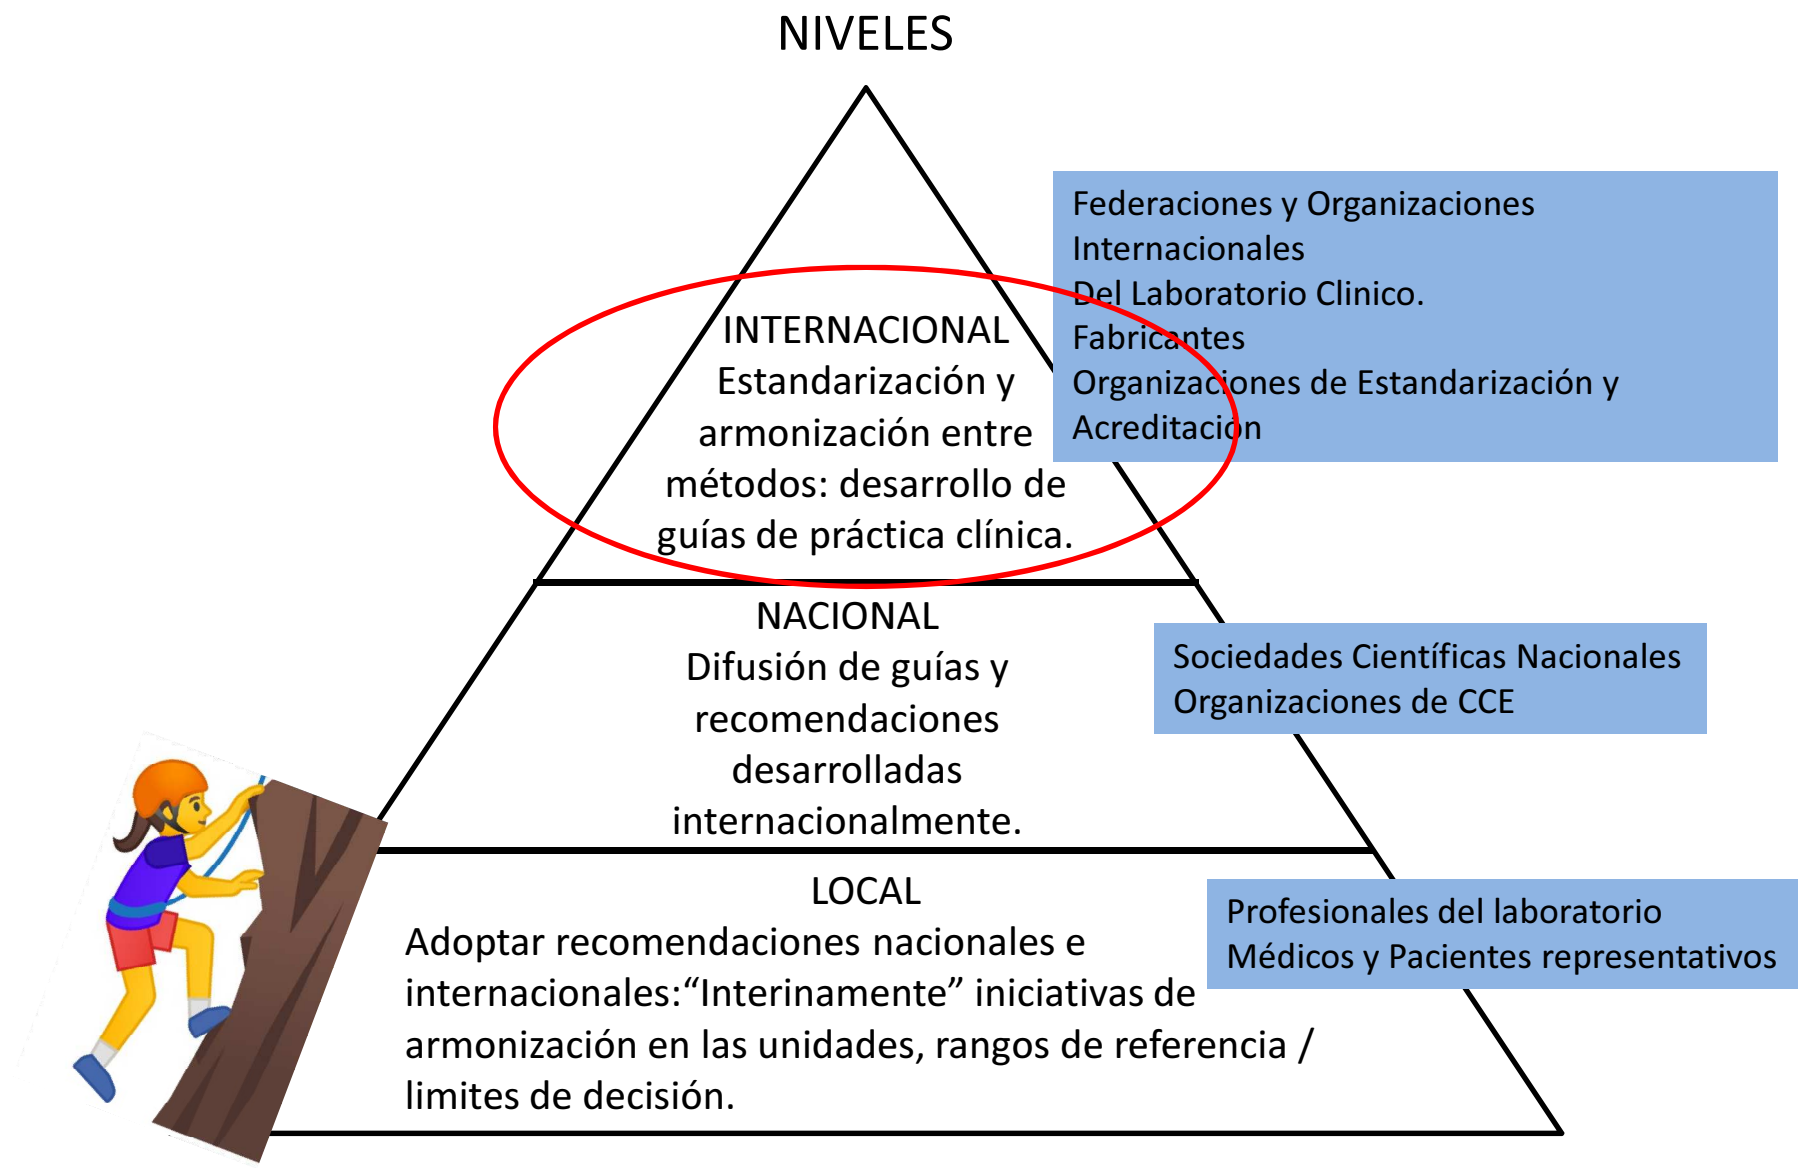 NIVELES
Federaciones y Organizaciones
Internacionales
Del Laboratorio Clinico.
Fabricantes
Organizaciones de Estandarización y
Acreditación
INTERNACIONAL
Estandarización y
armonización entre
métodos: desarrollo de
guías de práctica clínica.
NACIONAL
Difusión de guías y
recomendaciones
desarrolladas
internacionalmente.
Sociedades Científicas Nacionales
Organizaciones de CCE
LOCAL
Adoptar recomendaciones nacionales e
internacionales:“Interinamente” iniciativas de
armonización en las unidades, rangos de referencia /
limites de decisión.
Profesionales del laboratorio
Médicos y Pacientes representativos